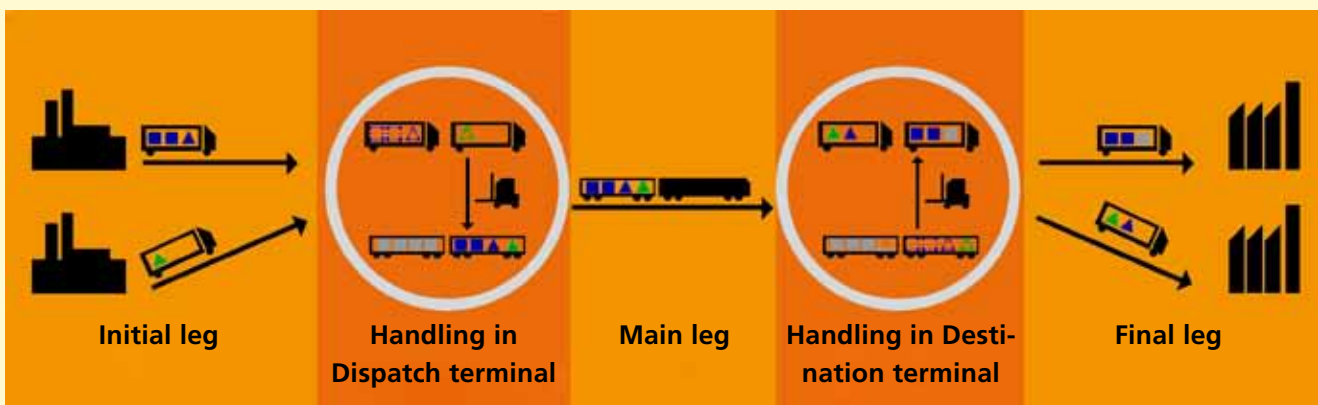 Initial leg
Handling in
Dispatch terminal
Main leg
Handling in Desti-
nation terminal
Final leg